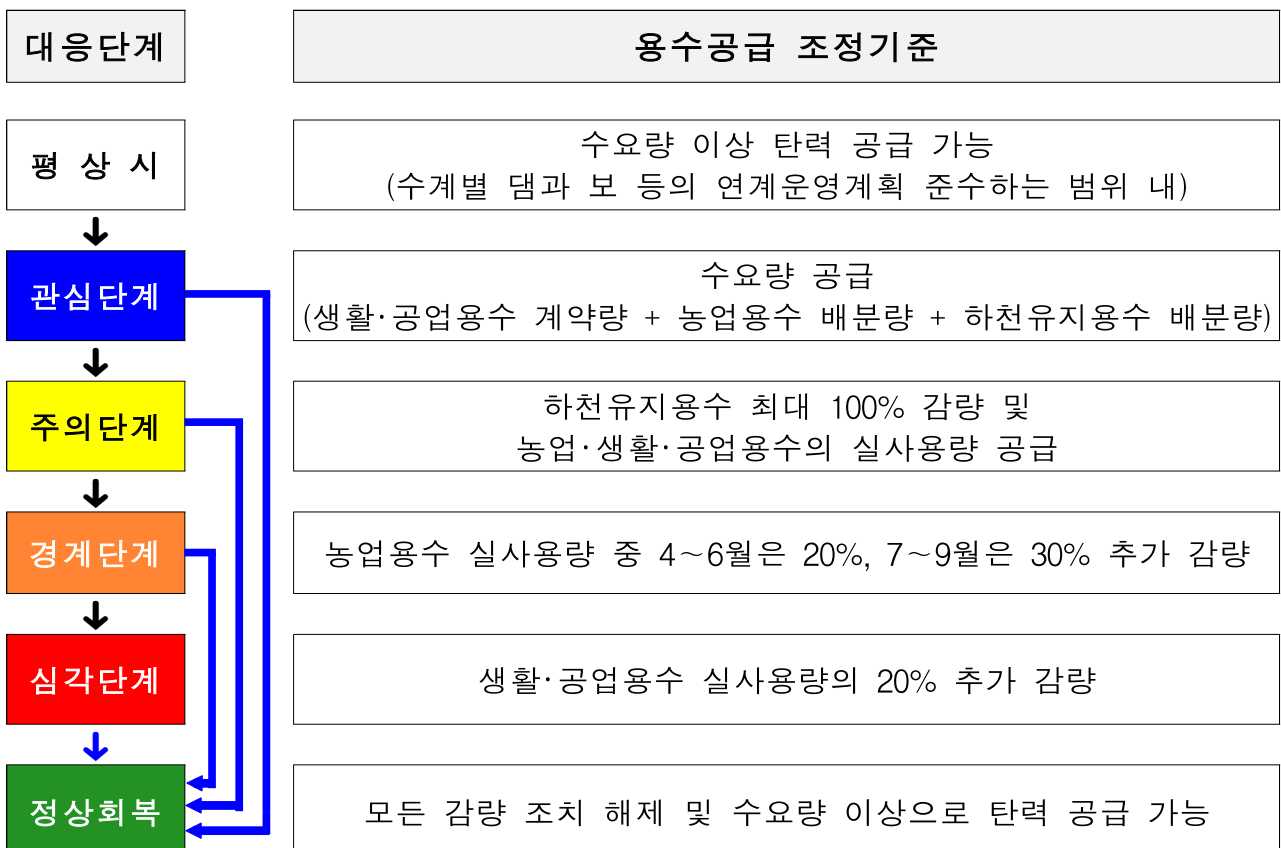 대응단계
용수공급 조정기준
평 상 시
수요량 이상 탄력 공급 가능
(수계별 댐과 보 등의 연계운영계획 준수하는 범위 내)
관심단계
수요량 공급
(생활·공업용수 계약량 + 농업용수 배분량 + 하천유지용수 배분량)
주의단계
하천유지용수 최대 100% 감량 및
농업·생활·공업용수의 실사용량 공급
경계단계
농업용수 실사용량 중 4~6월은 20%, 7~9월은 30% 추가 감량
심각단계
생활·공업용수 실사용량의 20% 추가 감량
정상회복
모든 감량 조치 해제 및 수요량 이상으로 탄력 공급 가능